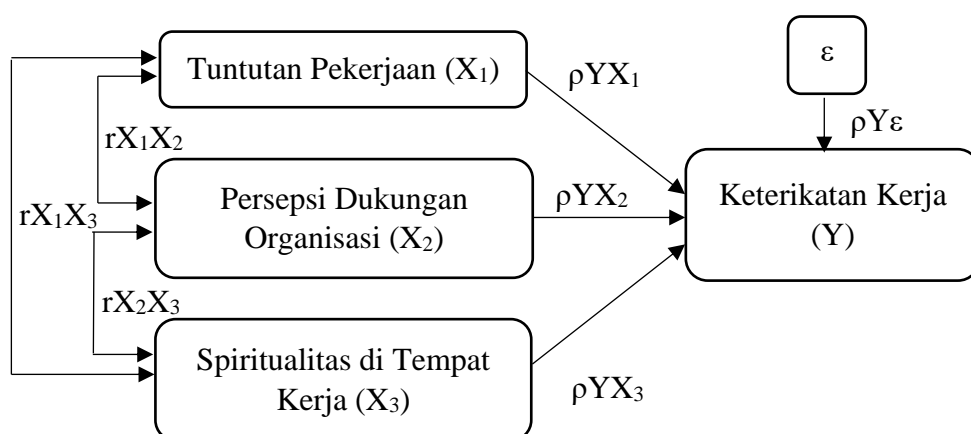 Tuntutan Pekerjaan (X₁)
ρYX₁
ε
ρYε
rX₁X₂
Persepsi Dukungan
Organisasi (X₂)
ρYX₂
Keterikatan Kerja
(Y)
rX₁X₃
rX₂X₃
Spiritualitas di Tempat
Kerja (X₃)
ρYX₃